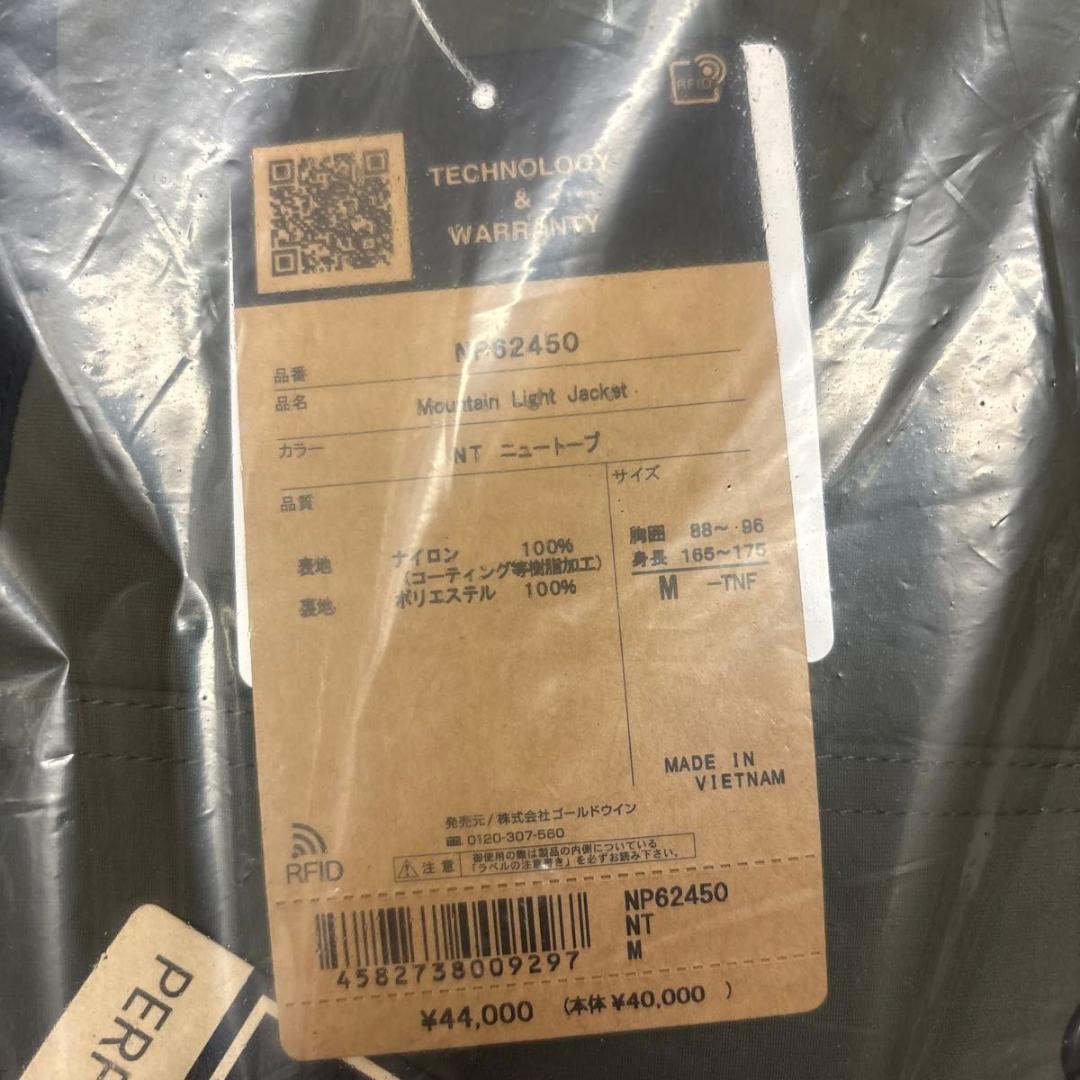 RFID
TECHNOLOGY
&
WARRANTY
品番 NP62450
品名 Mountain Light Jacket
カラー NT ニュートープ
品質
サイズ
表地 ナイロン 100%
(コーティング等樹脂加工)
裏地 ポリエステル 100%
胸囲 88〜96
身長 165〜175
M -TNF
MADE IN
VIETNAM
発売元/株式会社ゴールドウイン
0120-307-560
RFID
注意
御使用の際は製品の内側についている
「ラベルの注意書き」を必ずお読み下さい。
NP62450
NT
M
4582738009297
¥44,000 (本体 ¥40,000 )
PERF